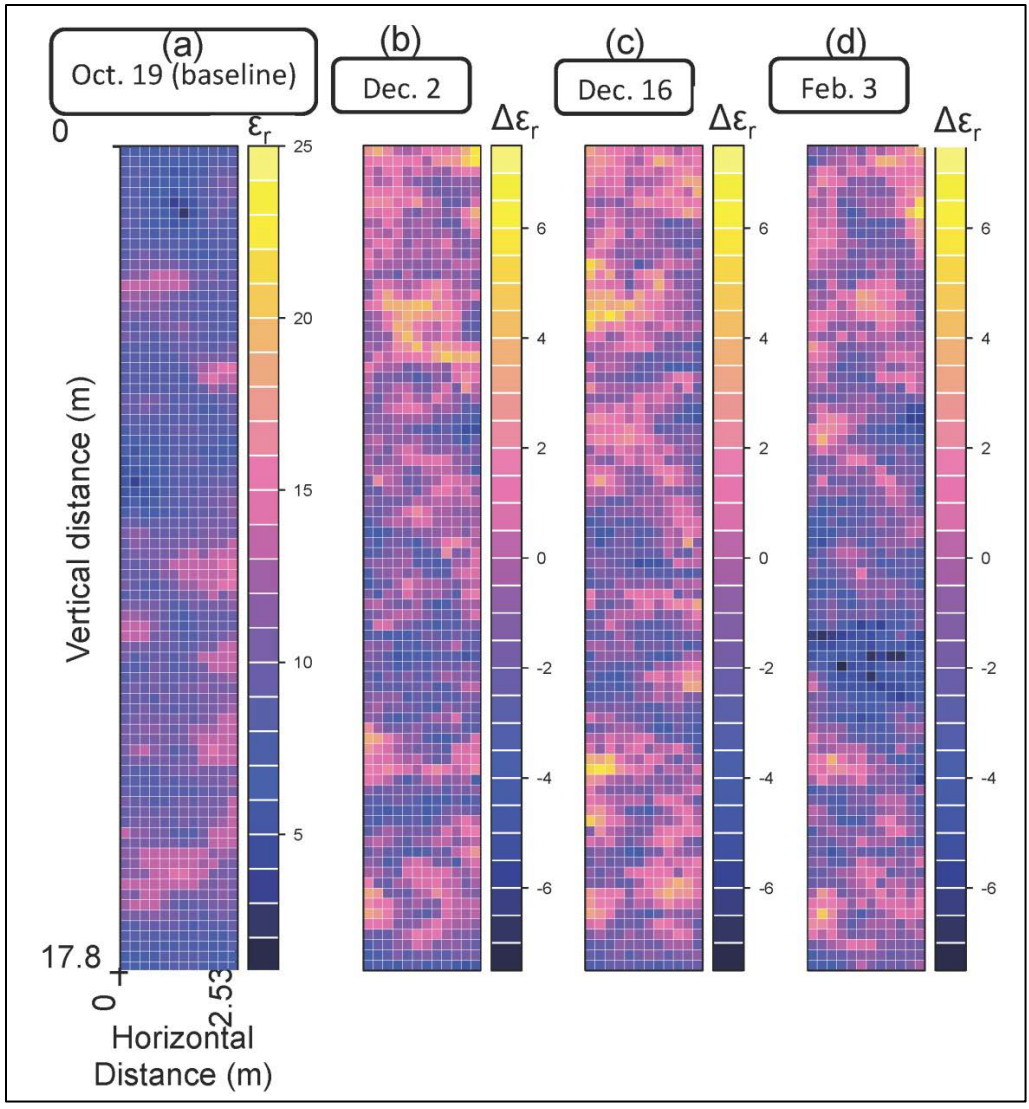 (a)
Oct. 19 (baseline)
(b)
Dec. 2
(c)
Dec. 16
(d)
Feb. 3
0
εr
Δεr
Δεr
Δεr
25
20
15
10
5
6
4
2
0
-2
-4
-6
6
4
2
0
-2
-4
-6
6
4
2
0
-2
-4
-6
Vertical distance (m)
17.8
0
2.53
Horizontal
Distance (m)